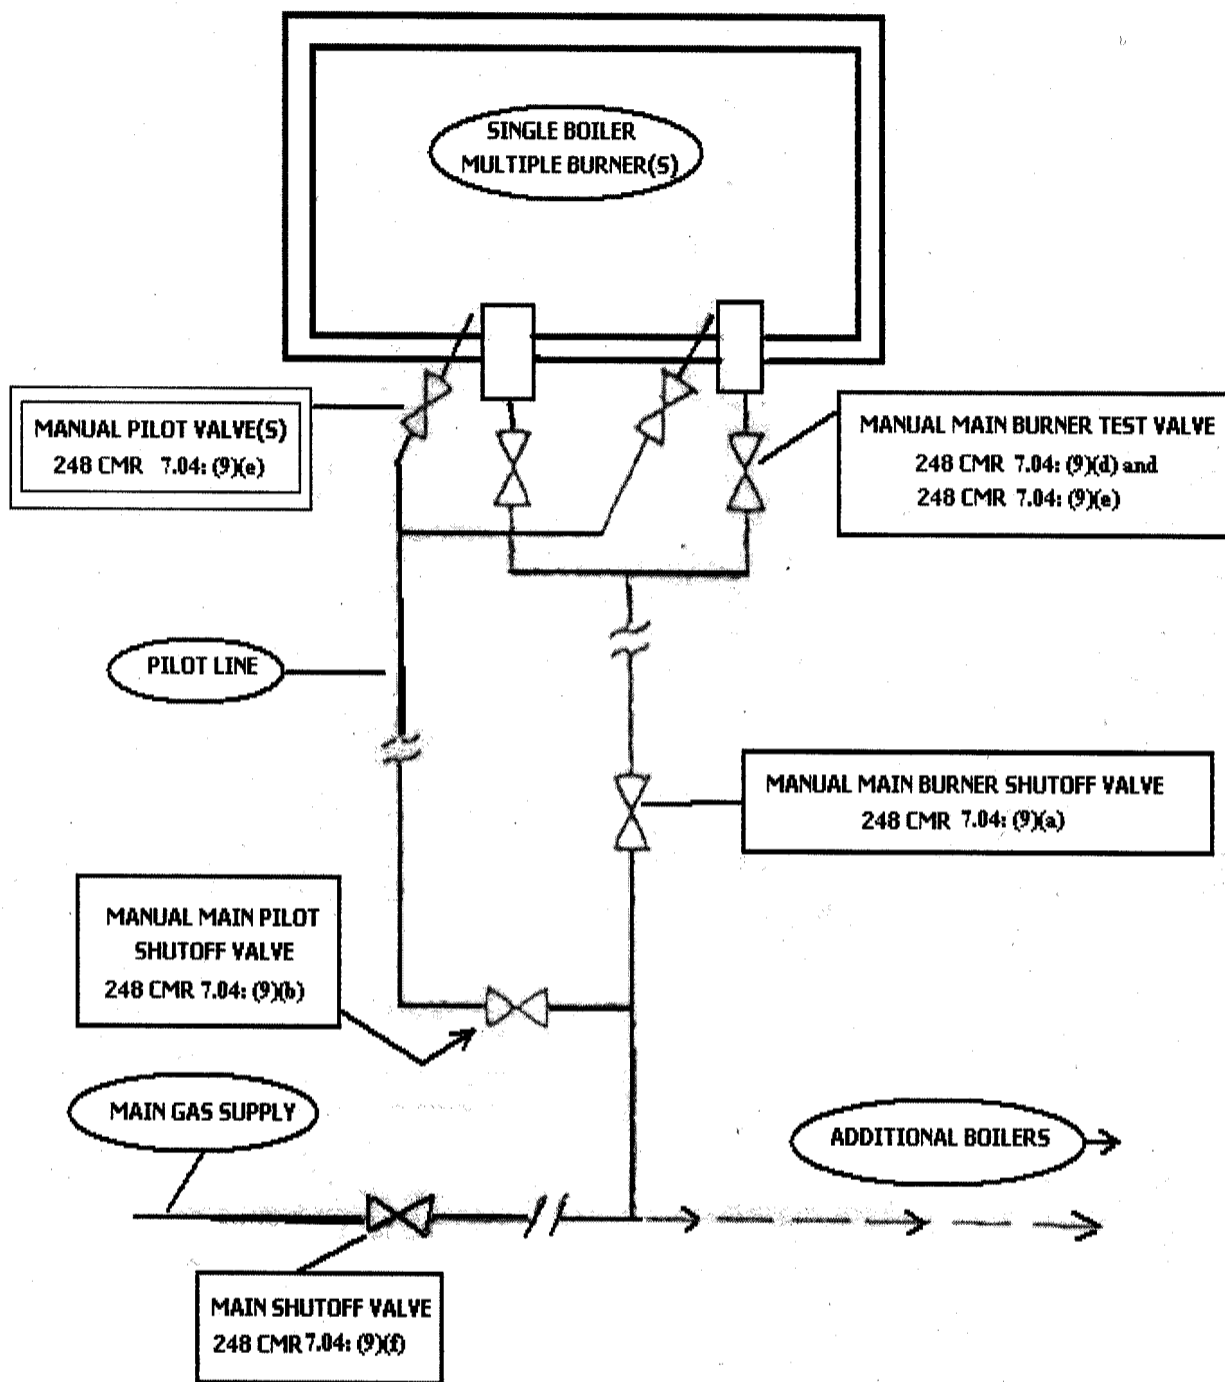 SINGLE BOILER
MULTIPLE BURNER(S)
MANUAL PILOT VALVE(S)
248 CMR 7.04: (9)(e)
MANUAL MAIN BURNER TEST VALVE
248 CMR 7.04: (9)(d) and
248 CMR 7.04: (9)(e)
PILOT LINE
MANUAL MAIN BURNER SHUTOFF VALVE
248 CMR 7.04: (9)(a)
MANUAL MAIN PILOT
SHUTOFF VALVE
248 CMR 7.04: (9)(b)
MAIN GAS SUPPLY
ADDITIONAL BOILERS
MAIN SHUTOFF VALVE
248 CMR 7.04: (9)(f)